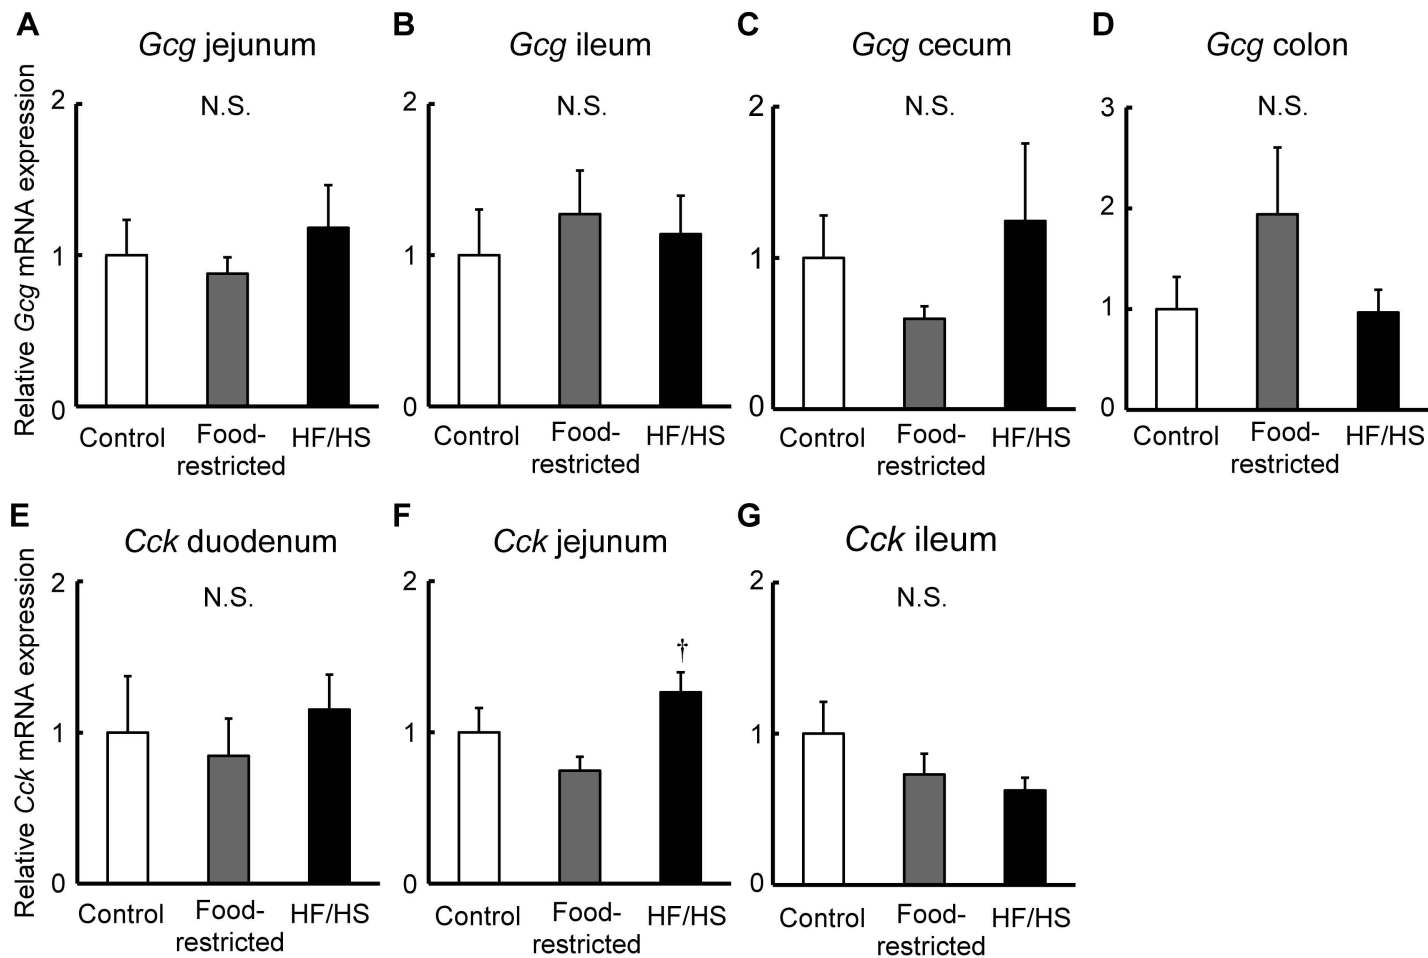 A
Gcg jejunum
N.S.
Relative Gcg mRNA expression
2
1
0
Control
Food-
restricted
HF/HS
B
Gcg ileum
N.S.
2
1
0
Control
Food-
restricted
HF/HS
C
Gcg cecum
N.S.
2
1
0
Control
Food-
restricted
HF/HS
D
Gcg colon
N.S.
3
2
1
0
Control
Food-
restricted
HF/HS
E
Cck duodenum
N.S.
Relative Cck mRNA expression
2
1
0
Control
Food-
restricted
HF/HS
F
Cck jejunum
†
2
1
0
Control
Food-
restricted
HF/HS
G
Cck ileum
N.S.
2
1
0
Control
Food-
restricted
HF/HS